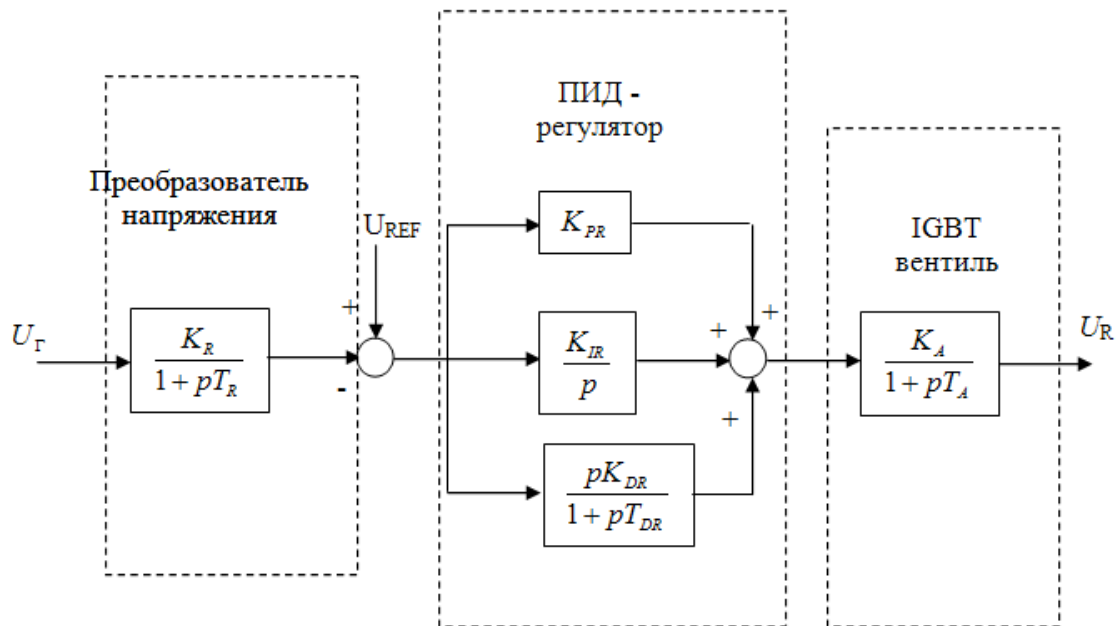 ПИД -
регулятор
Преобразователь
напряжения
U_REF
K_PR
IGBT
вентиль
+
+
+
U_Г
K_R
1 + pT_R
K_IR
p
K_A
1 + pT_A
U_R
-
+
pK_DR
1 + pT_DR